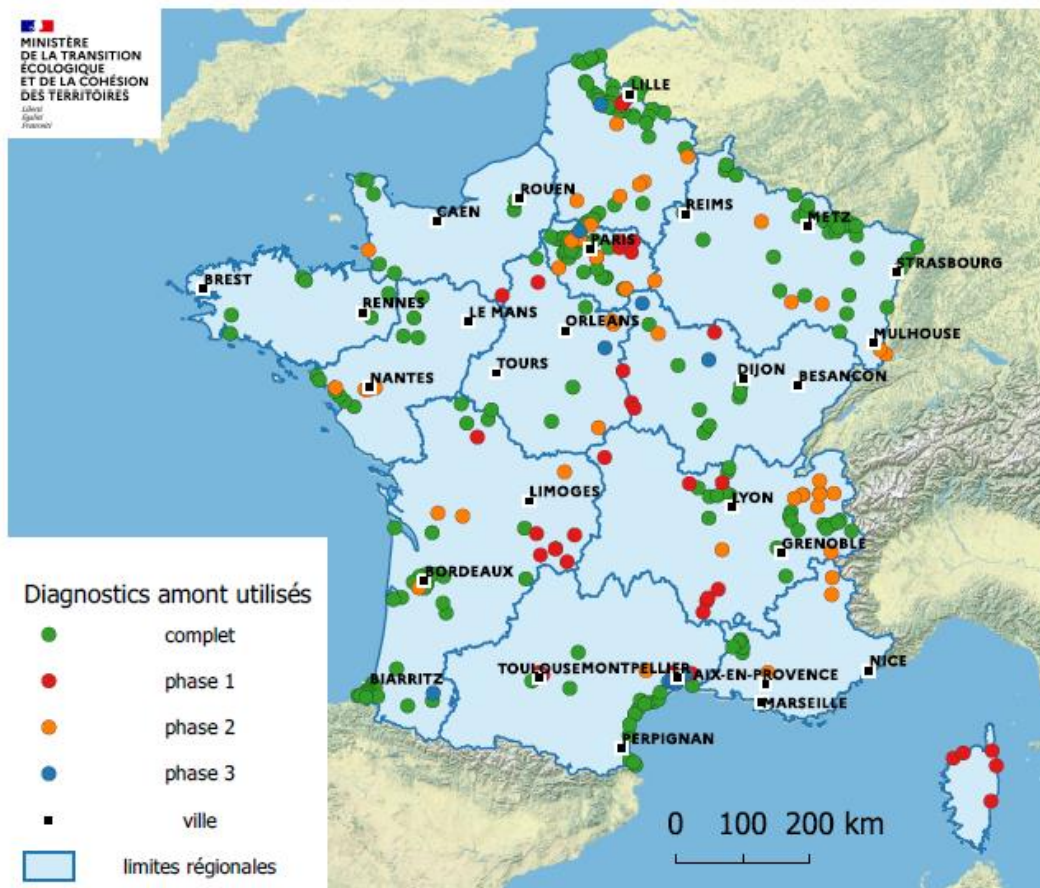 MINISTÈRE
DE LA TRANSITION
ÉCOLOGIQUE
ET DE LA COHÉSION
DES TERRITOIRES
Liberté
Égalité
Fraternité
LILLE
ROUEN
CAEN
REIMS
METZ
PARIS
STRASBOURG
BREST
RENNES
LE MANS
ORLEANS
MULHOUSE
TOURS
DIJON
BESANCON
NANTES
LIMOGES
LYON
GRENOBLE
BORDEAUX
TOULOUSE
MONTPELLIER
AIX-EN-PROVENCE
NICE
BIARRITZ
MARSEILLE
PERPIGNAN
Diagnostics amont utilisés
complet
phase 1
phase 2
phase 3
ville
limites régionales
0 100 200 km